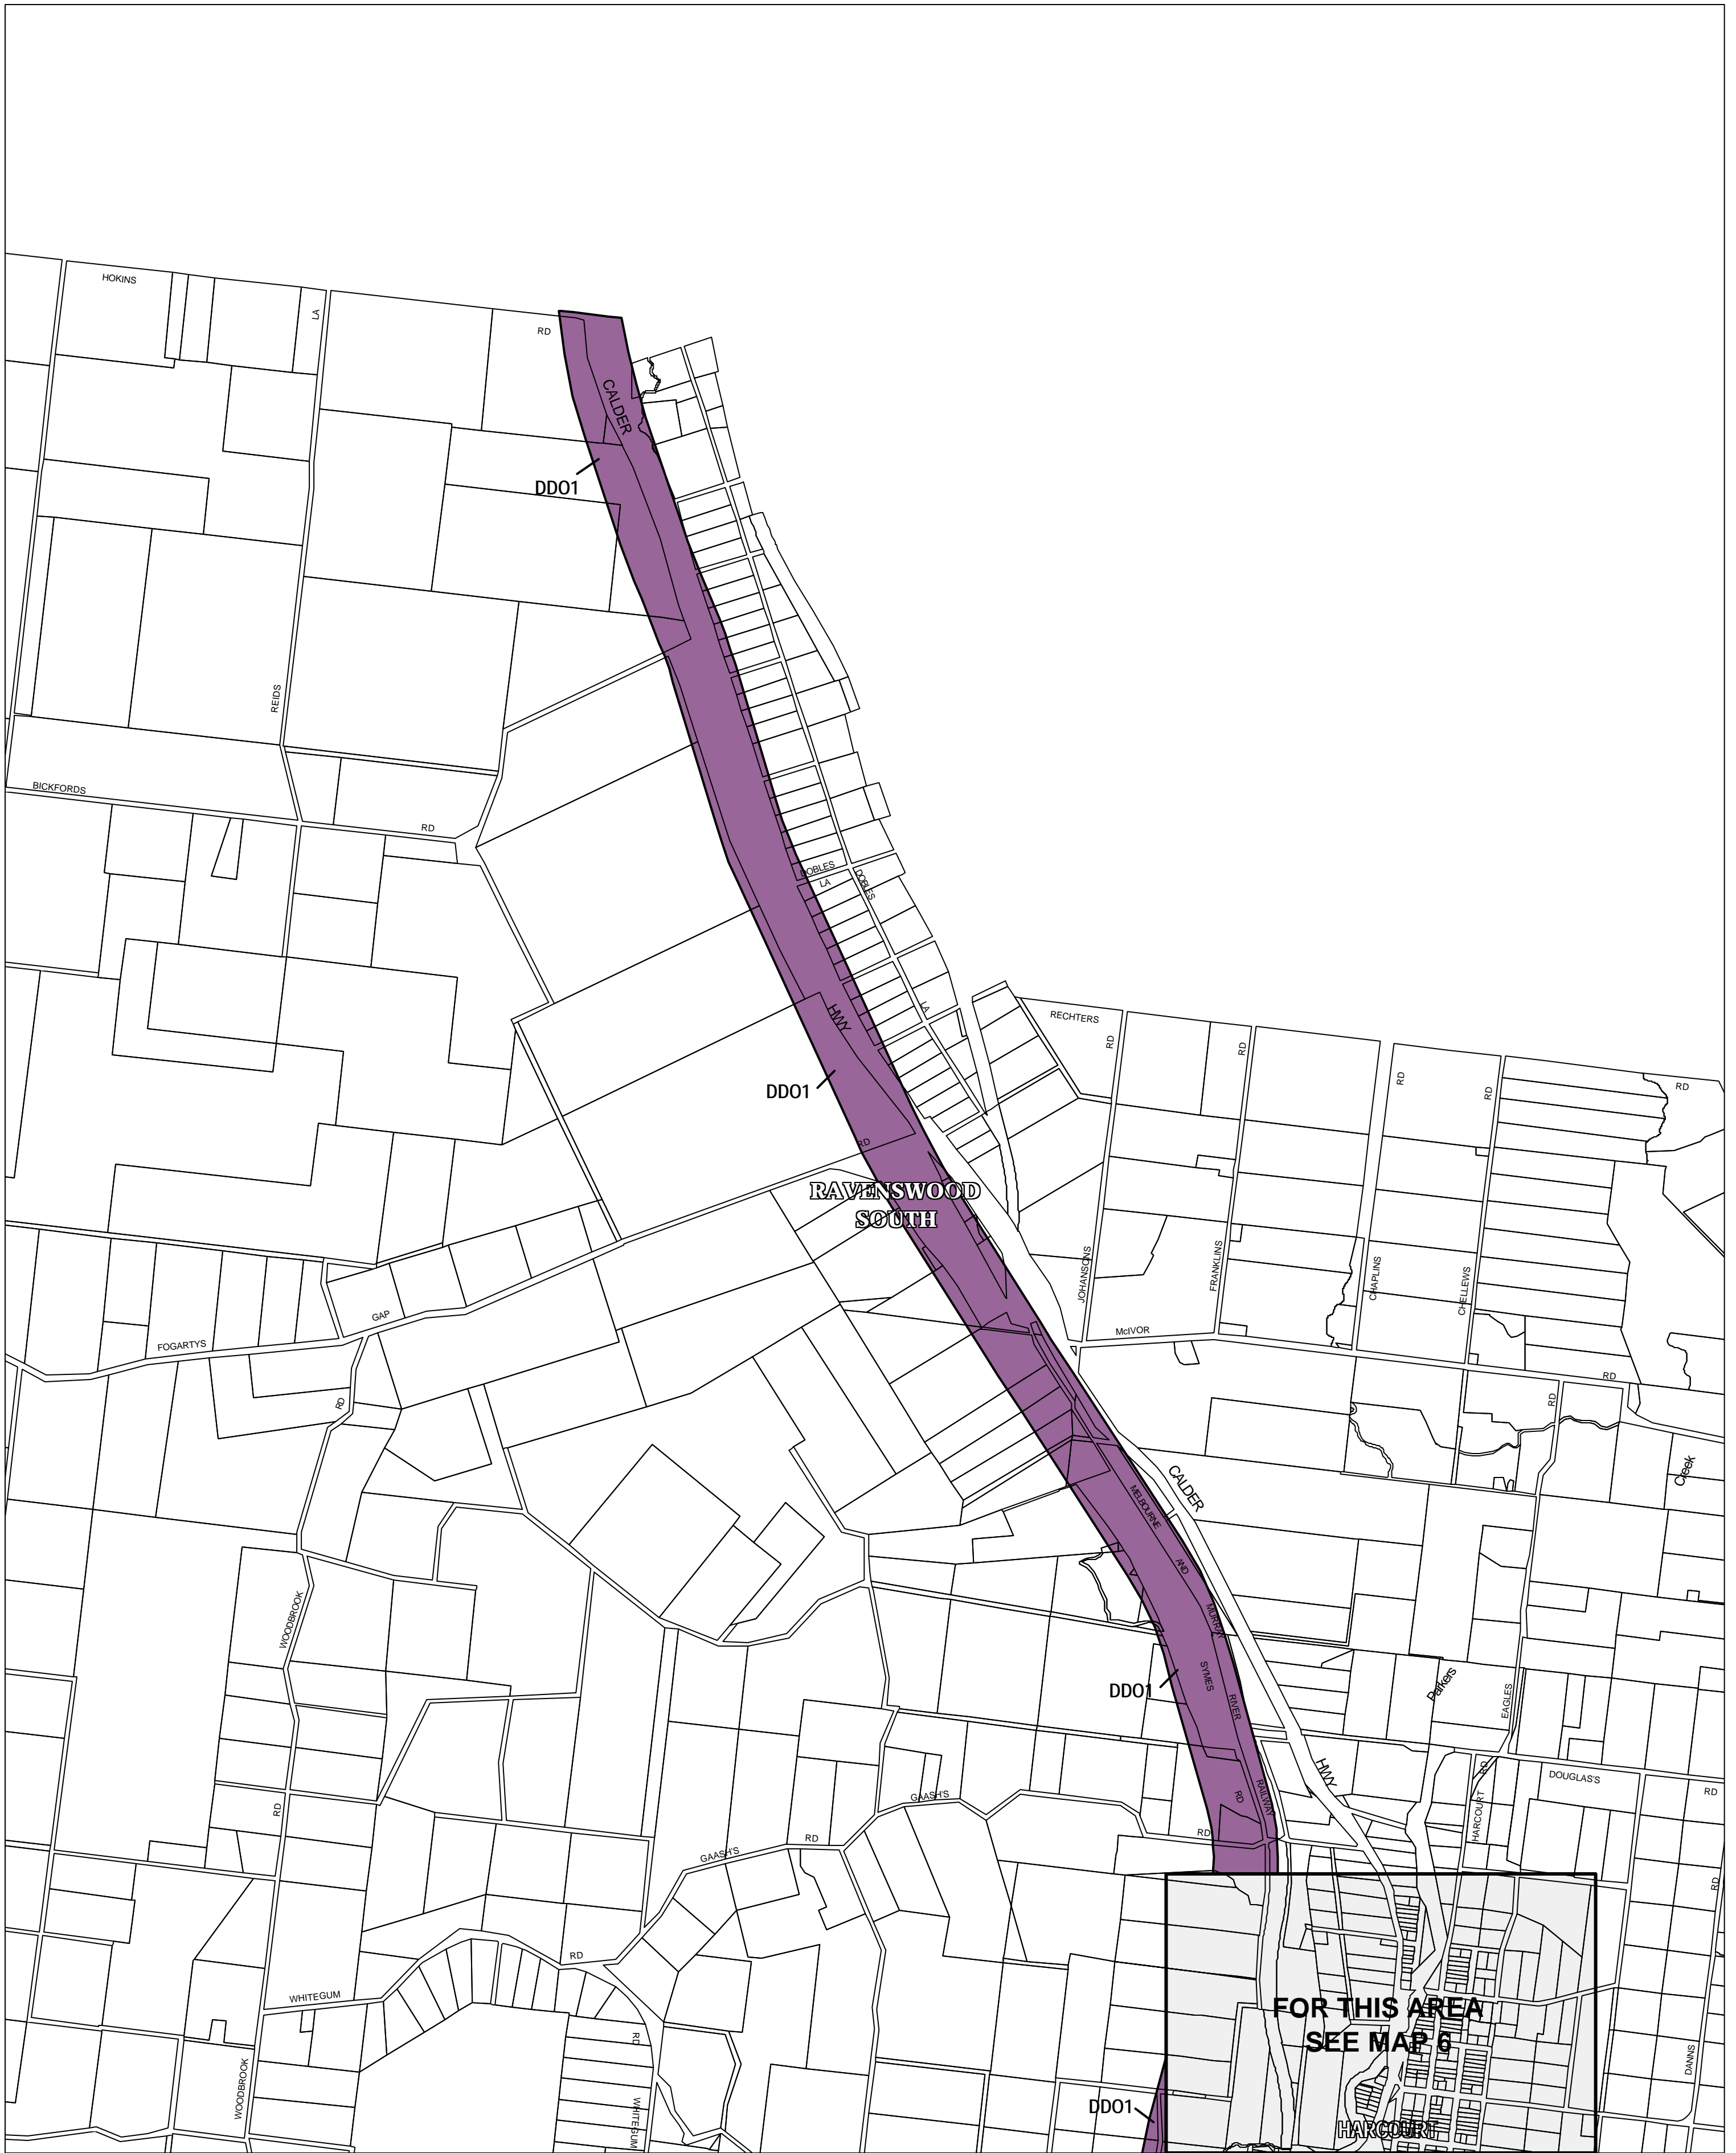 HOKINS
LA
RD
CALDER
DDO1
REIDS
BICKFORDS
RD
DOBLES
LA
DOBLES
LA
HWY
RECHTERS
RD
RD
RD
RD
RD
DDO1
RD
RAVENSWOOD
SOUTH
JOHANSONS
FRANKLINS
CHAPLINS
CHELLEWS
McIVOR
RD
GAP
FOGARTYS
RD
RD
CALDER
Creek
MELBOURNE
AND
MURRAY
WOODBROOK
SYMES
RIVER
DDO1
Parkers
EAGLES
HWY
RD
DOUGLAS'S
RD
RAILWAY
RD
HARCOURT
GAASH'S
RD
RD
RD
GAASH'S
RD
RD
WHITEGUM
FOR THIS AREA
SEE MAP 6
RD
DANNS
WOODBROOK
WHITEGUM
DDO1
HARCOURT